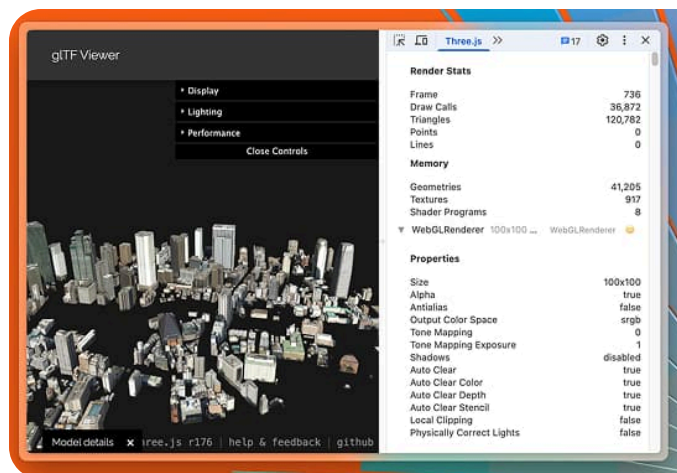 glTF Viewer
Display
Lighting
Performance
Close Controls
Model details × hree.js r176 | help & feedback | github
Three.js >> 17
Render Stats
Frame 736
Draw Calls 36,872
Triangles 120,782
Points 0
Lines 0
Memory
Geometries 41,205
Textures 917
Shader Programs 8
WebGLRenderer 100x100 ... WebGLRenderer
Properties
Size 100x100
Alpha true
Antialias false
Output Color Space srgb
Tone Mapping 0
Tone Mapping Exposure 1
Shadows disabled
Auto Clear true
Auto Clear Color true
Auto Clear Depth true
Auto Clear Stencil true
Local Clipping false
Physically Correct Lights false